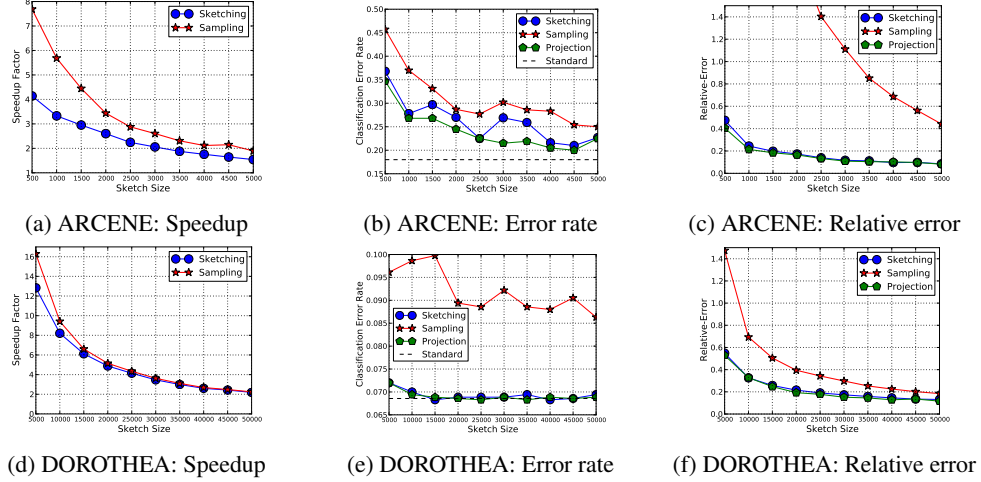 8
7
6
5
4
3
2
1
500 1000 1500 2000 2500 3000 3500 4000 4500 5000
Speedup Factor
Sketch Size
Sketching
Sampling
(a) ARCENE: Speedup
0.50
0.45
0.40
0.35
0.30
0.25
0.20
0.15
500 1000 1500 2000 2500 3000 3500 4000 4500 5000
Classification Error Rate
Sketch Size
Sketching
Sampling
Projection
Standard
(b) ARCENE: Error rate
1.4
1.2
1.0
0.8
0.6
0.4
0.2
0.0
500 1000 1500 2000 2500 3000 3500 4000 4500 5000
Relative-Error
Sketch Size
Sketching
Sampling
Projection
(c) ARCENE: Relative error
16
14
12
10
8
6
4
2
0
5000 10000 15000 20000 25000 30000 35000 40000 45000 50000
Speedup Factor
Sketch Size
Sketching
Sampling
(d) DOROTHEA: Speedup
0.100
0.095
0.090
0.085
0.080
0.075
0.070
0.065
5000 10000 15000 20000 25000 30000 35000 40000 45000 50000
Classification Error Rate
Sketch Size
Sketching
Sampling
Projection
Standard
(e) DOROTHEA: Error rate
1.4
1.2
1.0
0.8
0.6
0.4
0.2
0.0
5000 10000 15000 20000 25000 30000 35000 40000 45000 50000
Relative-Error
Sketch Size
Sketching
Sampling
Projection
(f) DOROTHEA: Relative error